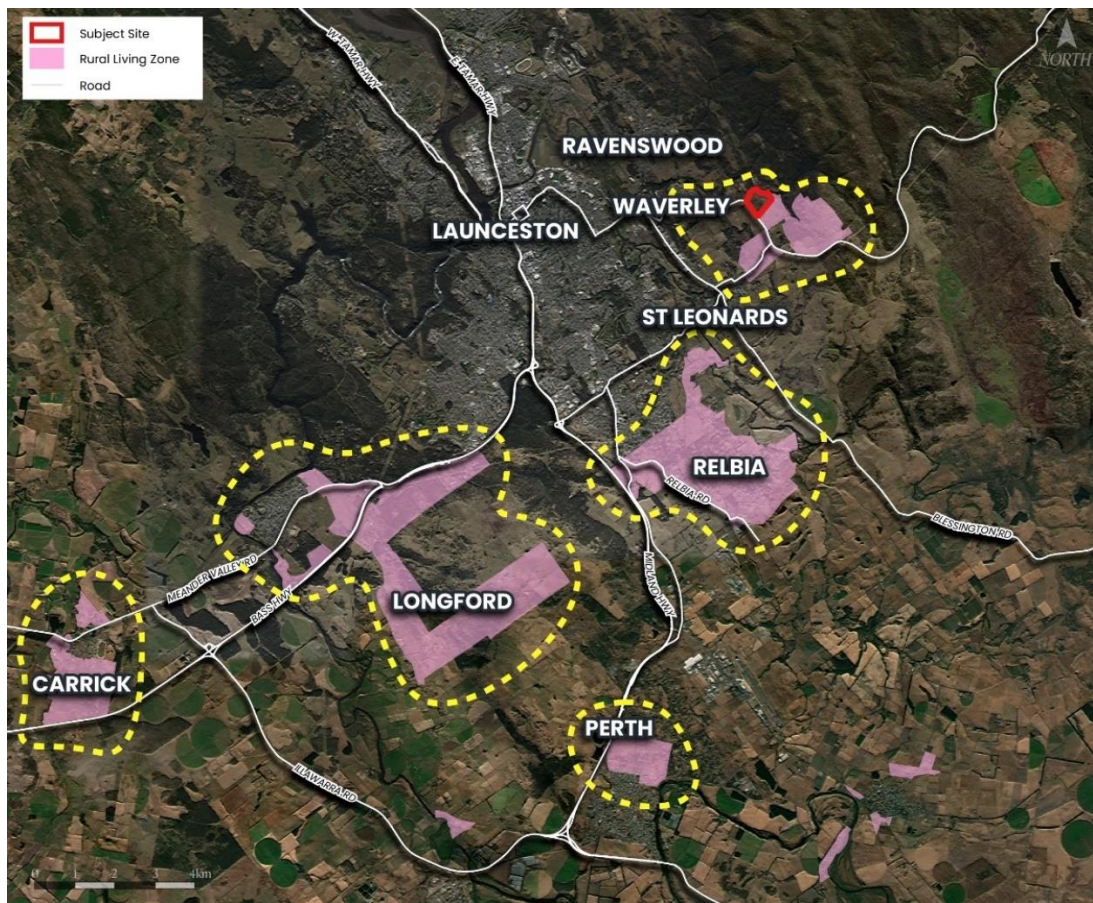 Subject Site
Rural Living Zone
Road
NORTH
W-TAMAR HWY
E-TAMAR HWY
RAVENSWOOD
WAVERLEY
LAUNCESTON
ST LEONARDS
RELBIA
RELBIA RD
BLESSINGTON RD
MEANDER VALLEY RD
BASS HWY
LONGFORD
MIDLAND HWY
CARRICK
PERTH
ILLAWARRA RD
0 1 2 3 4km